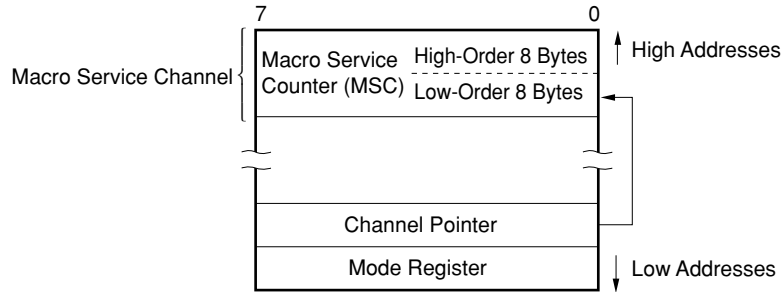 7 0
Macro Service Channel
Macro Service
Counter (MSC)
High-Order 8 Bytes
Low-Order 8 Bytes
High Addresses
Channel Pointer
Mode Register
Low Addresses